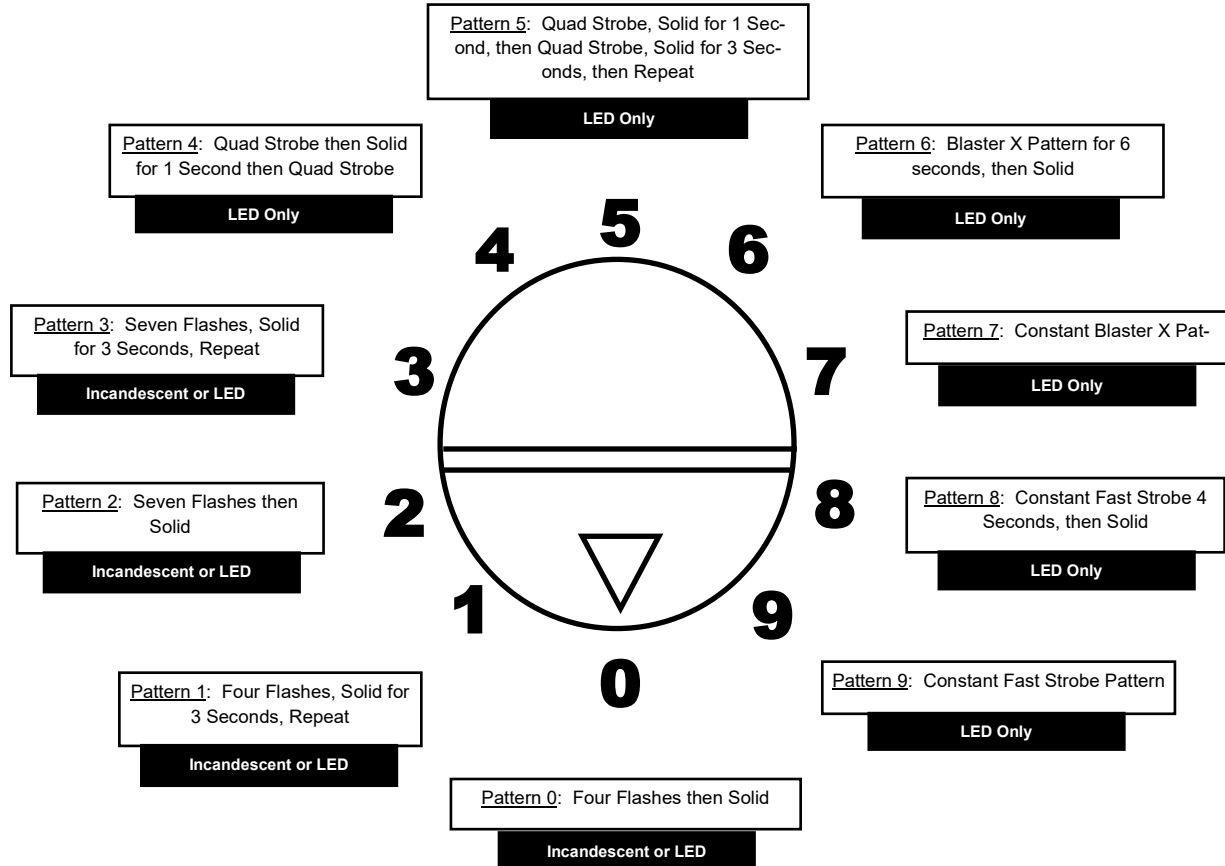 Pattern 5: Quad Strobe, Solid for 1 Sec-
ond, then Quad Strobe, Solid for 3 Sec-
onds, then Repeat
LED Only
Pattern 4: Quad Strobe then Solid
for 1 Second then Quad Strobe
LED Only
Pattern 6: Blaster X Pattern for 6
seconds, then Solid
LED Only
5
4
6
Pattern 3: Seven Flashes, Solid
for 3 Seconds, Repeat
Incandescent or LED
3
7
Pattern 7: Constant Blaster X Pat-
LED Only
Pattern 2: Seven Flashes then
Solid
Incandescent or LED
2
8
Pattern 8: Constant Fast Strobe 4
Seconds, then Solid
LED Only
1
9
0
Pattern 1: Four Flashes, Solid for
3 Seconds, Repeat
Incandescent or LED
Pattern 9: Constant Fast Strobe Pattern
LED Only
Pattern 0: Four Flashes then Solid
Incandescent or LED